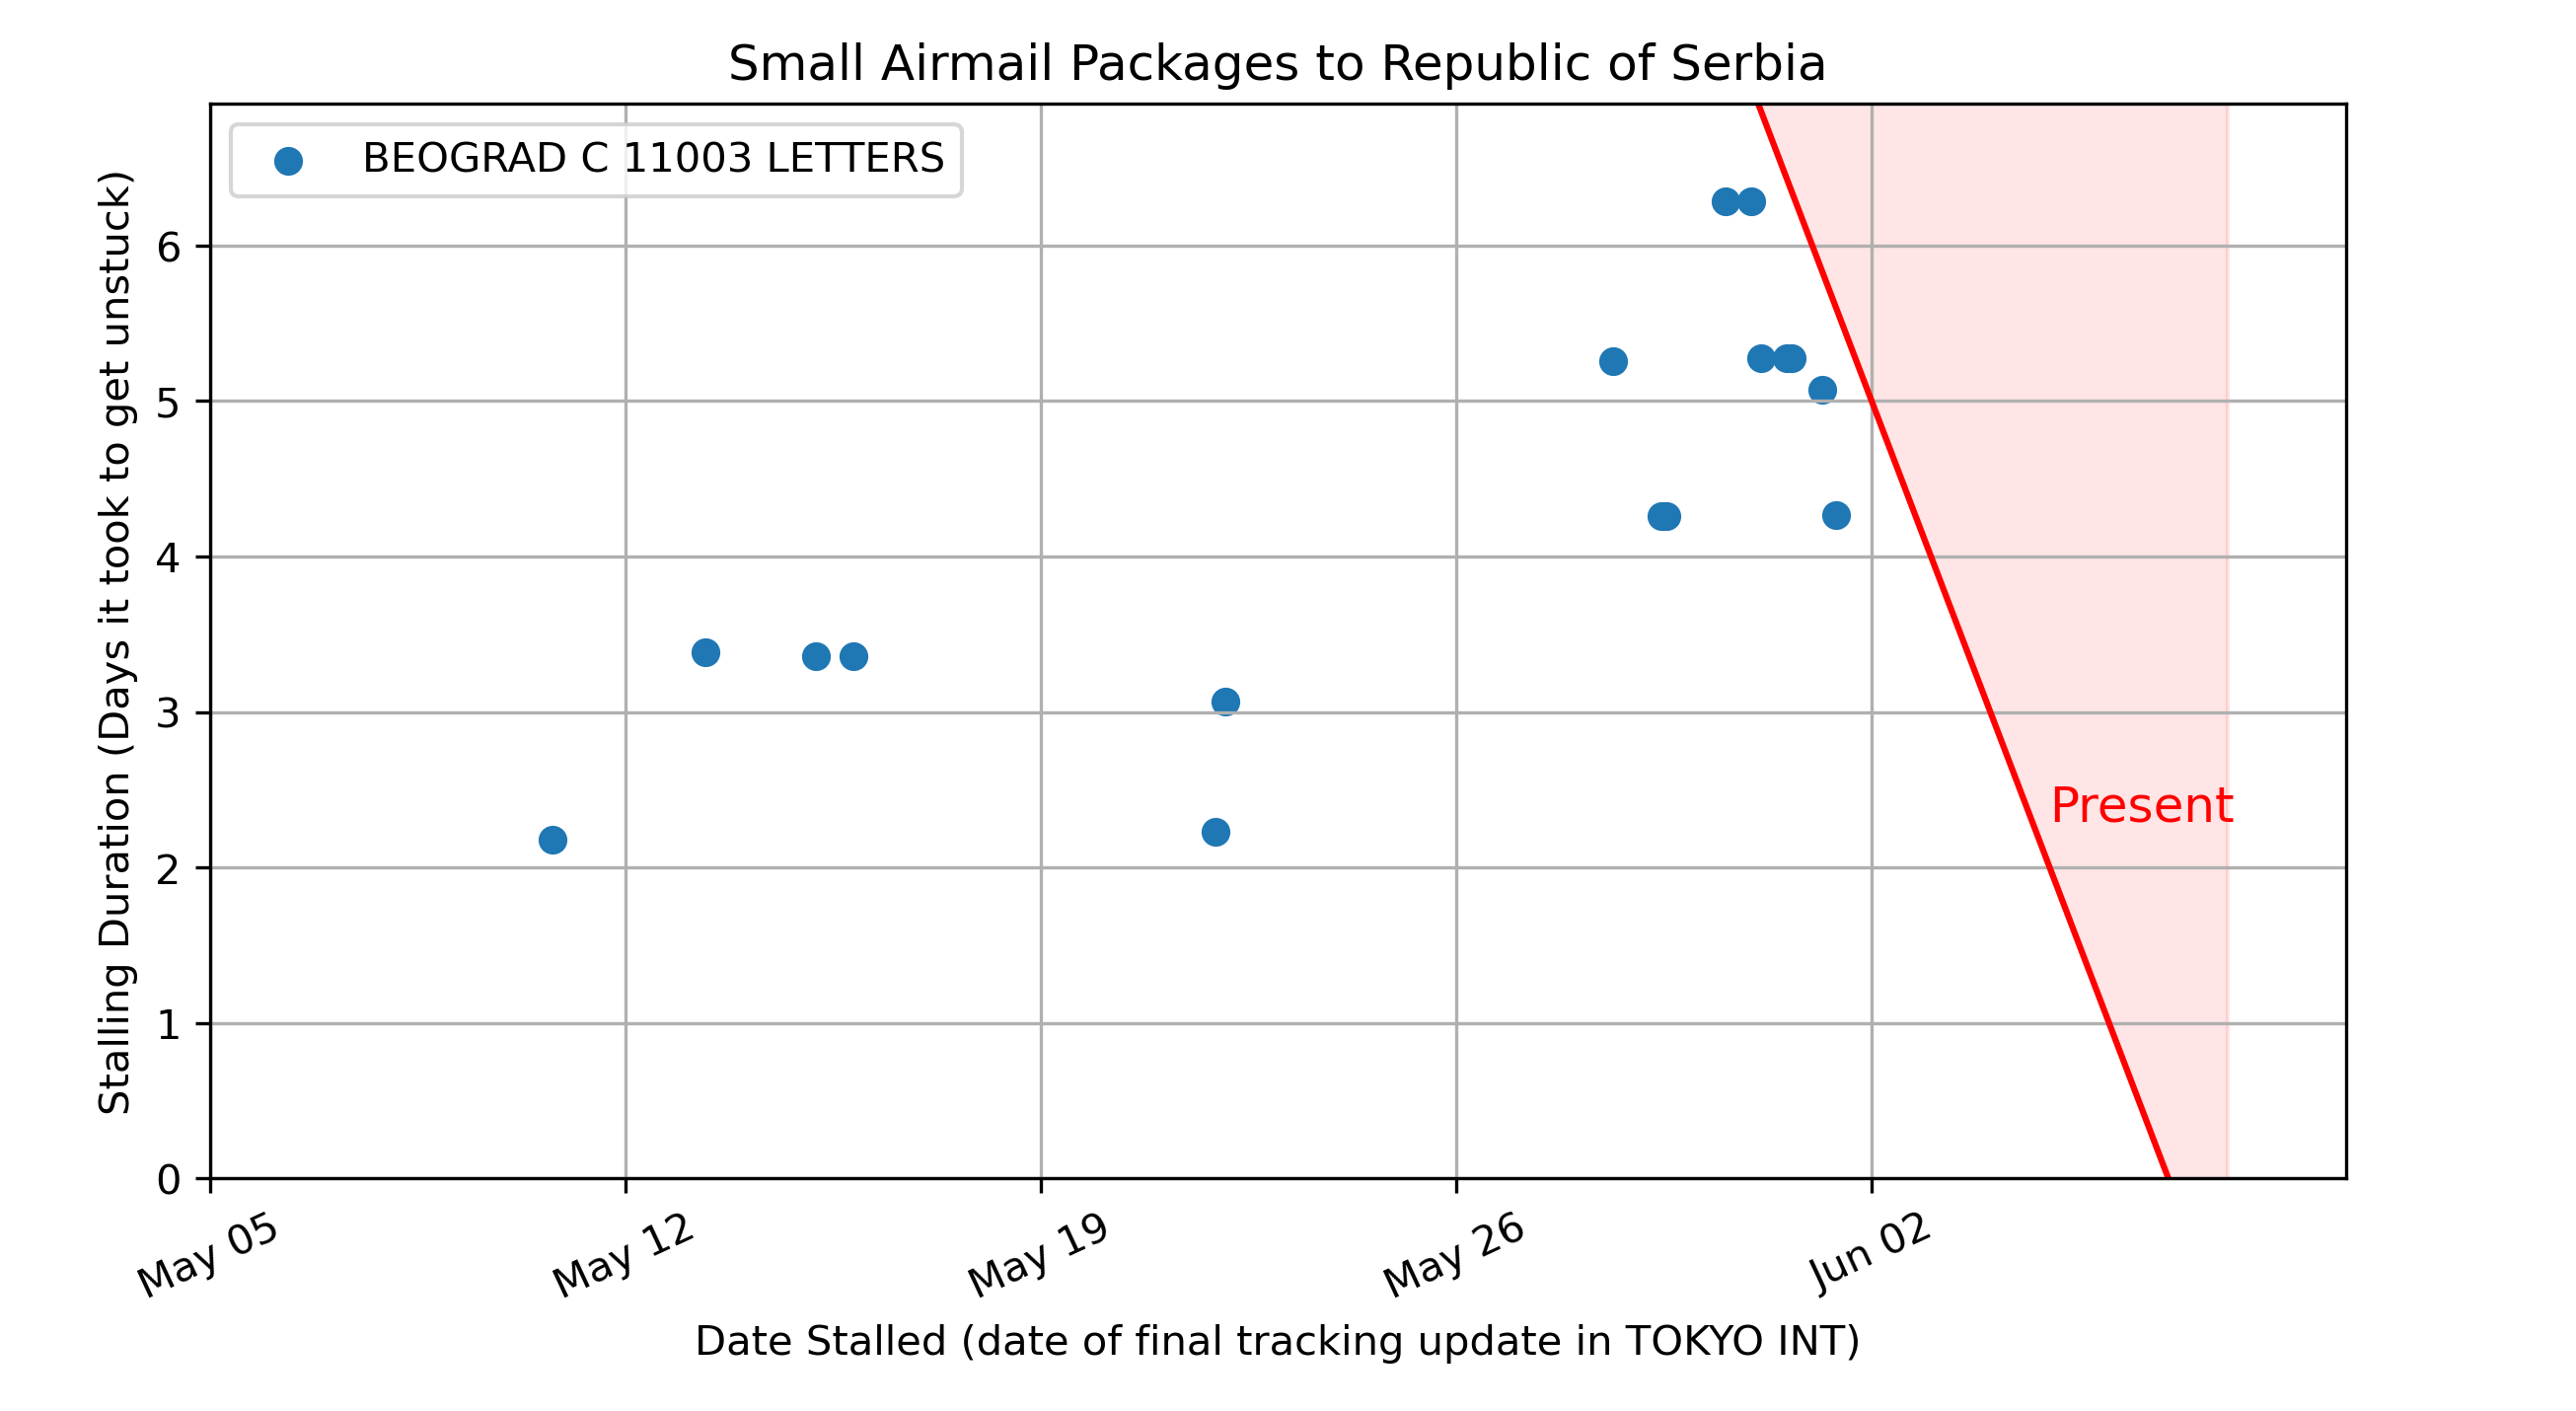 Small Airmail Packages to Republic of Serbia
BEOGRAD C 11003 LETTERS
Stalling Duration (Days it took to get unstuck)
6
5
4
3
2
1
0
Present
May 05
May 12
May 19
May 26
Jun 02
Date Stalled (date of final tracking update in TOKYO INT)